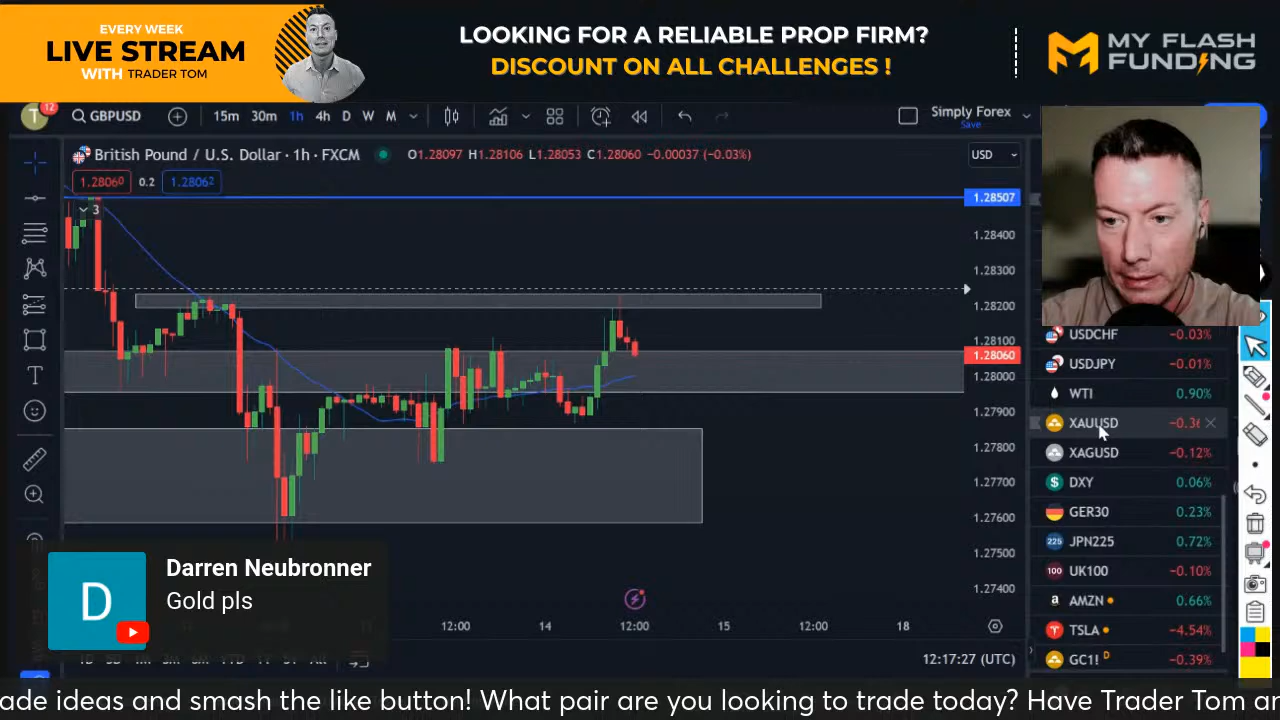 EVERY WEEK
LIVE STREAM
WITH TRADER TOM
LOOKING FOR A RELIABLE PROP FIRM?
DISCOUNT ON ALL CHALLENGES !
MY FLASH
FUNDING
T 12 GBPUSD 15m 30m 1h 4h D W M Simply Forex
Save
British Pound / U.S. Dollar · 1h · FXCM O1.28097 H1.28106 L1.28053 C1.28060 −0.00037 (−0.03%) USD
1.28060 0.2 1.28062
3
1.28507
1.28400
1.28300
1.28200
1.28100
1.28060
1.28000
1.27900
1.27800
1.27700
1.27600
1.27500
1.27400
USDCHF −0.03%
USDJPY −0.01%
WTI 0.90%
XAUUSD −0.36
XAGUSD −0.12%
DXY 0.06%
GER30 0.23%
225 JPN225 0.72%
100 UK100 −0.10%
a AMZN 0.66%
TSLA −4.54%
GC1! D −0.39%
12:00 14 12:00 15 12:00 18
12:17:27 (UTC)
D
Darren Neubronner
Gold pls
ade ideas and smash the like button! What pair are you looking to trade today? Have Trader Tom a